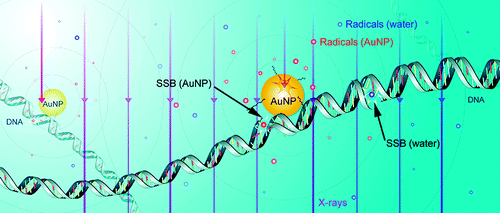 Radicals (water)
Radicals (AuNP)
SSB (AuNP)
AuNP
AuNP
DNA
DNA
SSB (water)
X-rays